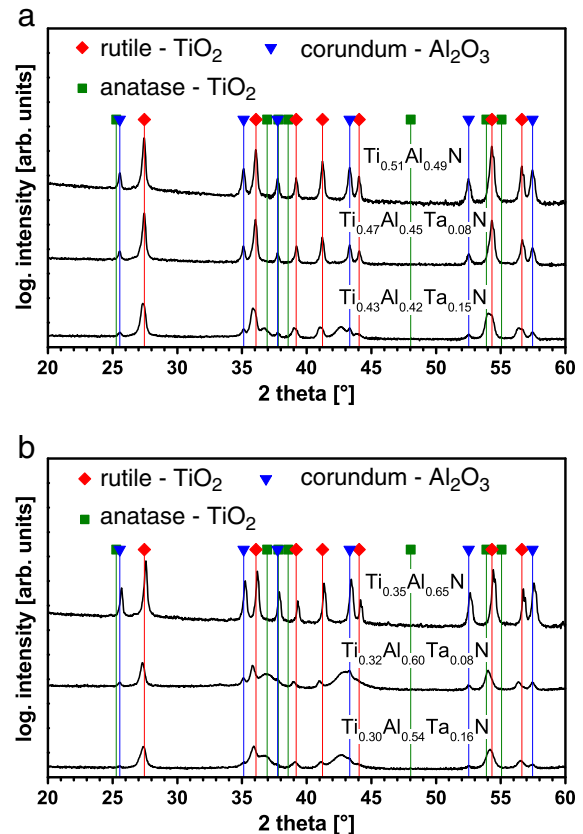 a
rutile - TiO₂ corundum - Al₂O₃
anatase - TiO₂
log. intensity [arb. units]
Ti₀.₅₁Al₀.₄₉N
Ti₀.₄₇Al₀.₄₅Ta₀.₀₈N
Ti₀.₄₃Al₀.₄₂Ta₀.₁₅N
20 25 30 35 40 45 50 55 60
2 theta [°]
b
rutile - TiO₂ corundum - Al₂O₃
anatase - TiO₂
log. intensity [arb. units]
Ti₀.₃₅Al₀.₆₅N
Ti₀.₃₂Al₀.₆₀Ta₀.₀₈N
Ti₀.₃₀Al₀.₅₄Ta₀.₁₆N
20 25 30 35 40 45 50 55 60
2 theta [°]